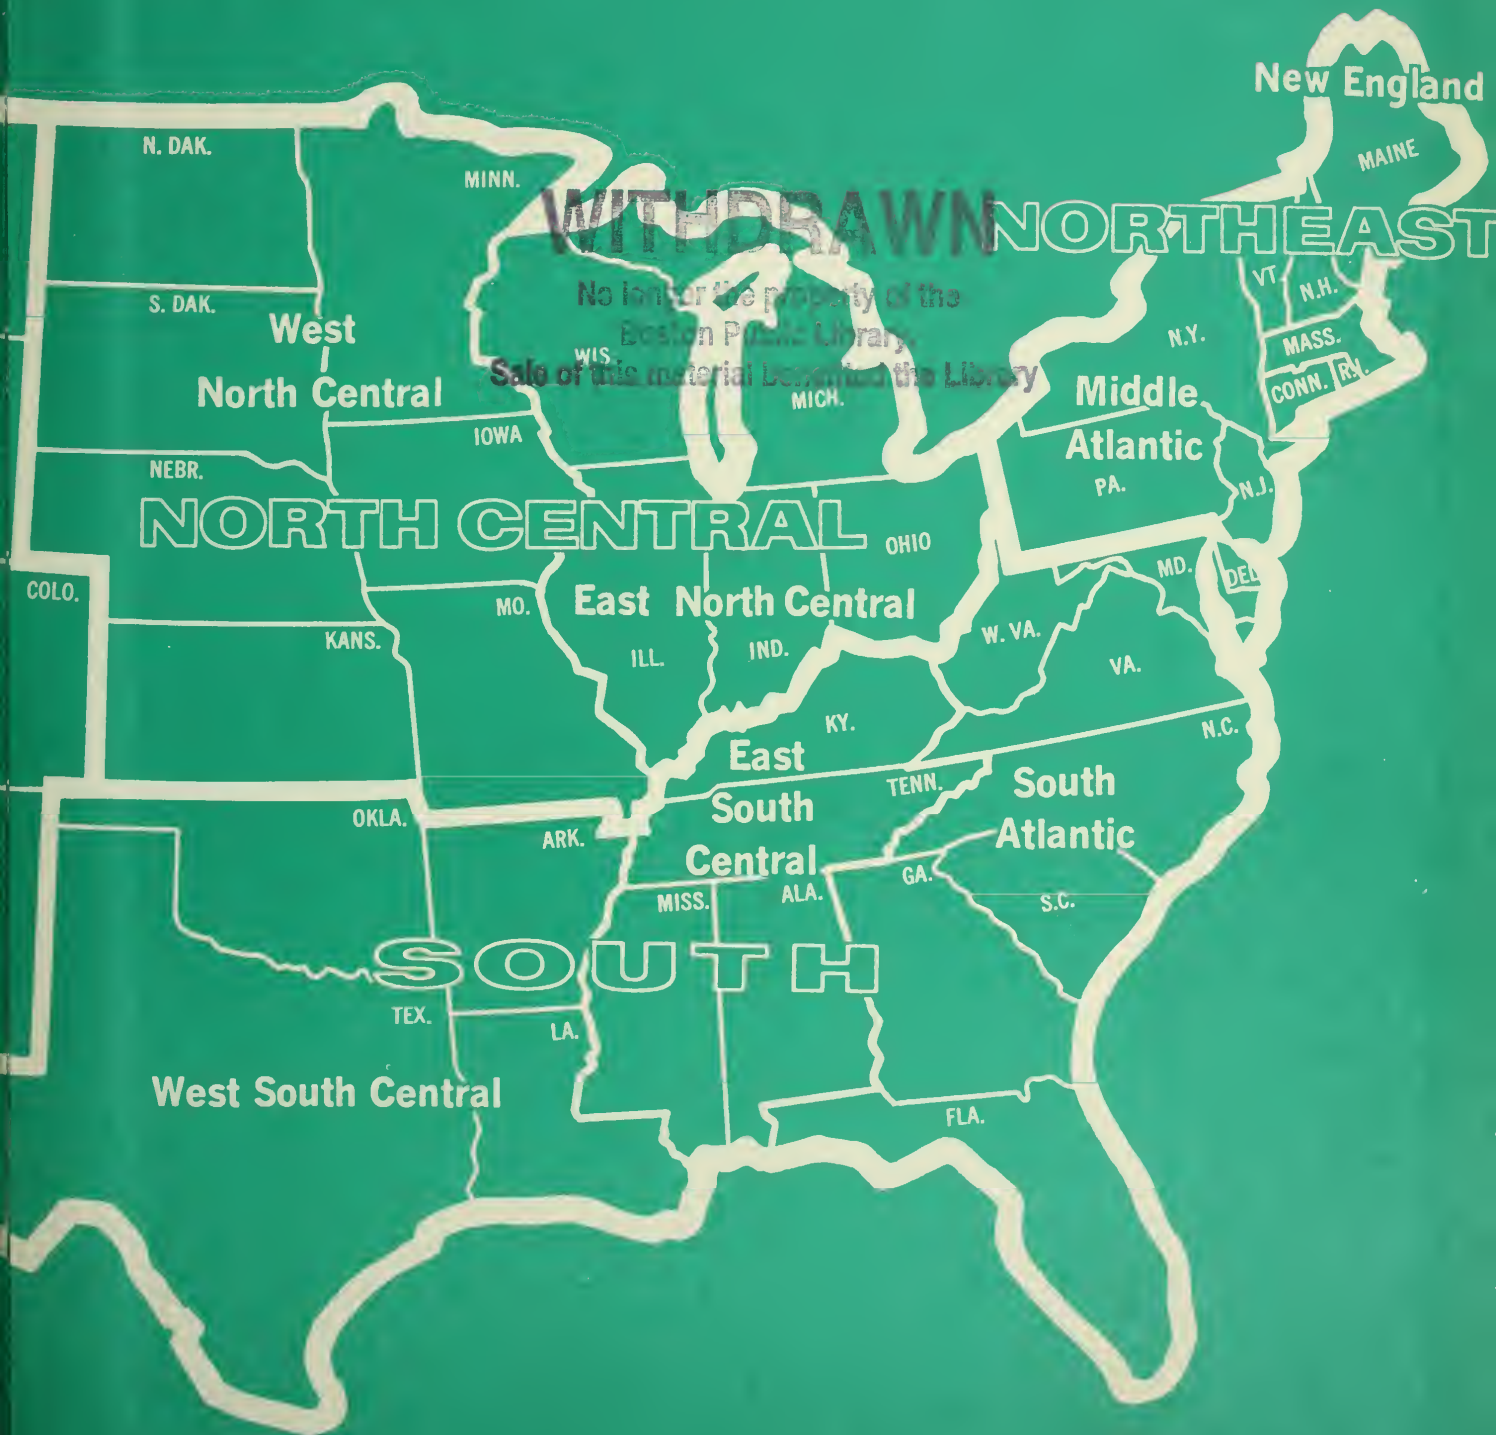 New England
MAINE
N. DAK.
MINN.
WITHDRAWN
NORTHEAST
No longer the property of the
Boston Public Library.
Sale of this material benefited the Library
VT.
N.H.
S. DAK.
West
North Central
WIS.
MICH.
N.Y.
MASS.
CONN.
R.I.
Middle
Atlantic
IOWA
NEBR.
PA.
N.J.
NORTH CENTRAL
OHIO
MD.
DEL.
COLO.
MO.
East North Central
KANS.
ILL.
IND.
W. VA.
VA.
KY.
N.C.
East
South
Central
TENN.
South
Atlantic
OKLA.
ARK.
MISS.
ALA.
GA.
S.C.
SOUTH
TEX.
LA.
West South Central
FLA.